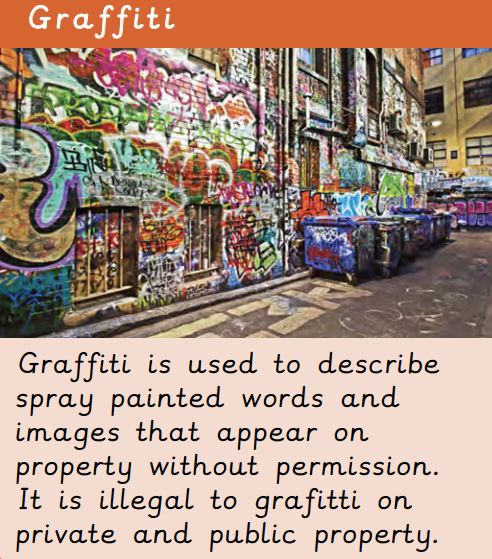 Graffiti
Graffiti is used to describe
spray painted words and
images that appear on
property without permission.
It is illegal to grafitti on
private and public property.